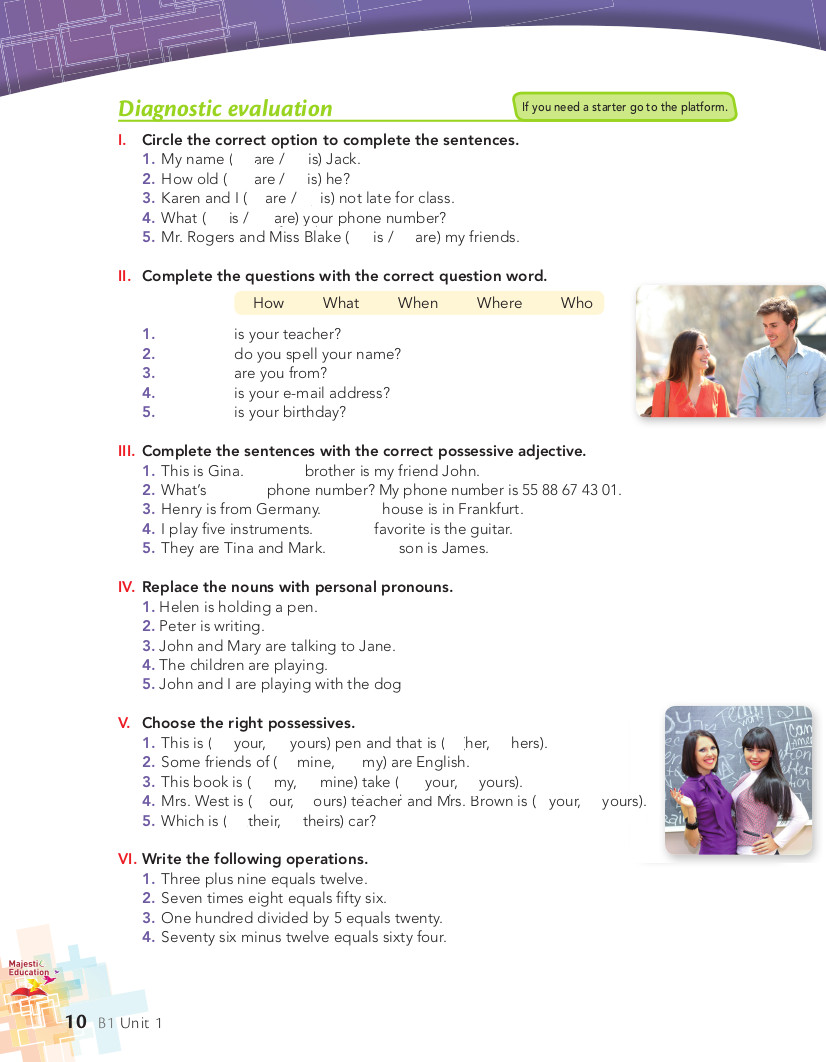 Diagnostic evaluation
If you need a starter go to the platform.
I. Circle the correct option to complete the sentences.
1. My name ( are / is) Jack.
2. How old ( are / is) he?
3. Karen and I ( are / is) not late for class.
4. What ( is / are) your phone number?
5. Mr. Rogers and Miss Blake ( is / are) my friends.
II. Complete the questions with the correct question word.
How What When Where Who
1. is your teacher?
2. do you spell your name?
3. are you from?
4. is your e-mail address?
5. is your birthday?
III. Complete the sentences with the correct possessive adjective.
1. This is Gina. brother is my friend John.
2. What's phone number? My phone number is 55 88 67 43 01.
3. Henry is from Germany. house is in Frankfurt.
4. I play five instruments. favorite is the guitar.
5. They are Tina and Mark. son is James.
IV. Replace the nouns with personal pronouns.
1. Helen is holding a pen.
2. Peter is writing.
3. John and Mary are talking to Jane.
4. The children are playing.
5. John and I are playing with the dog
V. Choose the right possessives.
1. This is ( your, yours) pen and that is ( her, hers).
2. Some friends of ( mine, my) are English.
3. This book is ( my, mine) take ( your, yours).
4. Mrs. West is ( our, ours) teacher and Mrs. Brown is ( your, yours).
5. Which is ( their, theirs) car?
VI. Write the following operations.
1. Three plus nine equals twelve.
2. Seven times eight equals fifty six.
3. One hundred divided by 5 equals twenty.
4. Seventy six minus twelve equals sixty four.
Majestic
Education
10 B1 Unit 1